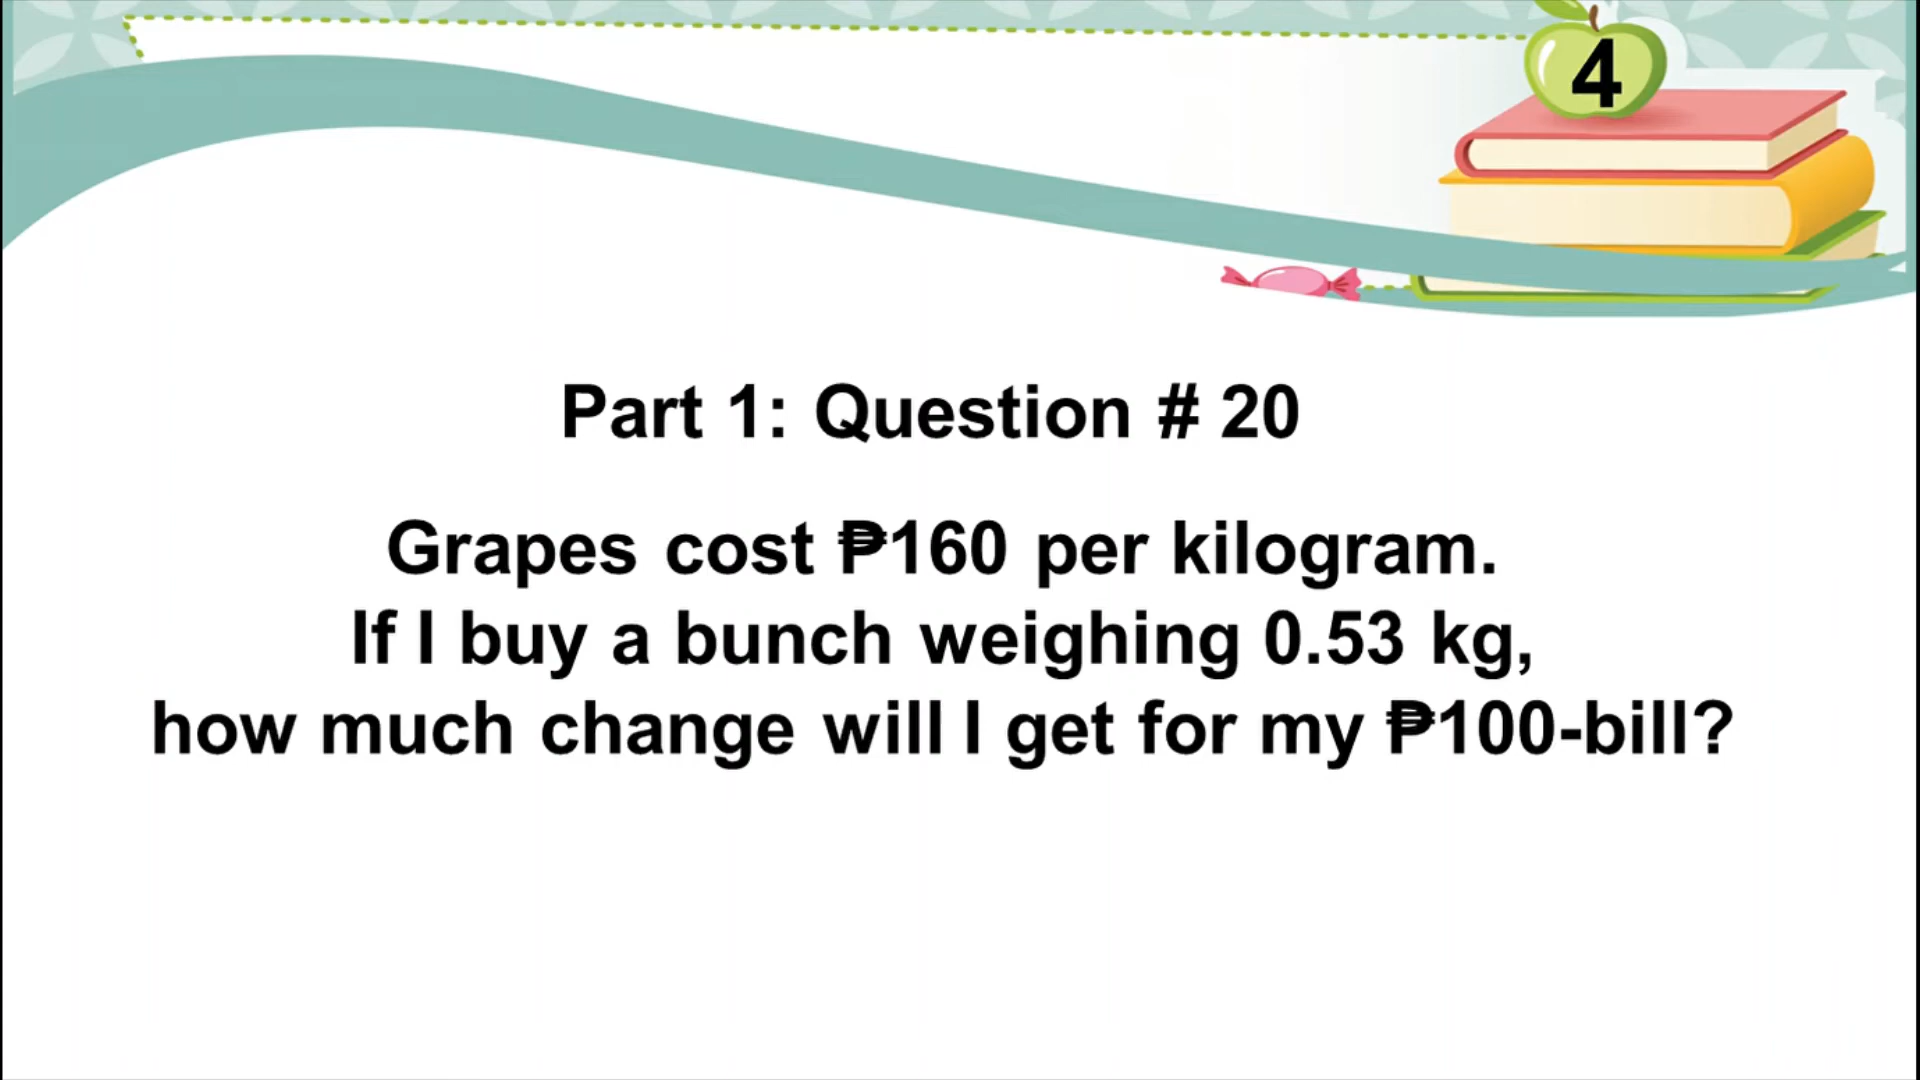 4
Part 1: Question # 20
Grapes cost ₱160 per kilogram.
If I buy a bunch weighing 0.53 kg,
how much change will I get for my ₱100-bill?